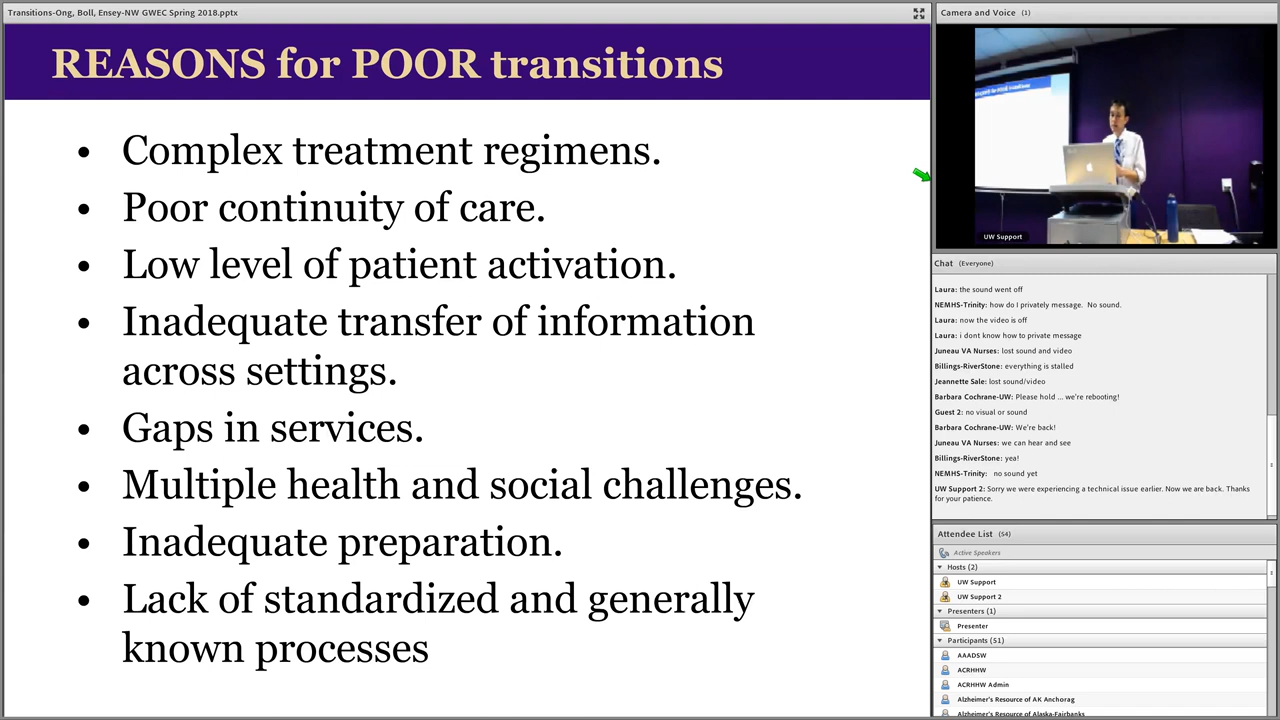 Transitions-Ong, Boll, Ensey-NW GWEC Spring 2018.pptx
REASONS for POOR transitions
• Complex treatment regimens.
• Poor continuity of care.
• Low level of patient activation.
• Inadequate transfer of information
across settings.
• Gaps in services.
• Multiple health and social challenges.
• Inadequate preparation.
• Lack of standardized and generally
known processes
Camera and Voice (1)
UW Support
Chat (Everyone)
Laura: the sound went off
NEMHS-Trinity: how do I privately message. No sound.
Laura: now the video is off
Laura: i dont know how to private message
Juneau VA Nurses: lost sound and video
Billings-RiverStone: everything is stalled
Jeannette Sale: lost sound/video
Barbara Cochrane-UW: Please hold ... we're rebooting!
Guest 2: no visual or sound
Barbara Cochrane-UW: We're back!
Juneau VA Nurses: we can hear and see
Billings-RiverStone: yea!
NEMHS-Trinity: no sound yet
UW Support 2: Sorry we were experiencing a technical issue earlier. Now we are back. Thanks
for your patience.
Attendee List (54)
Active Speakers
Hosts (2)
UW Support
UW Support 2
Presenters (1)
Presenter
Participants (51)
AAADSW
ACRHHW
ACRHHW Admin
Alzheimer's Resource of AK Anchorag
Alzheimer's Resource of Alaska-Fairbanks